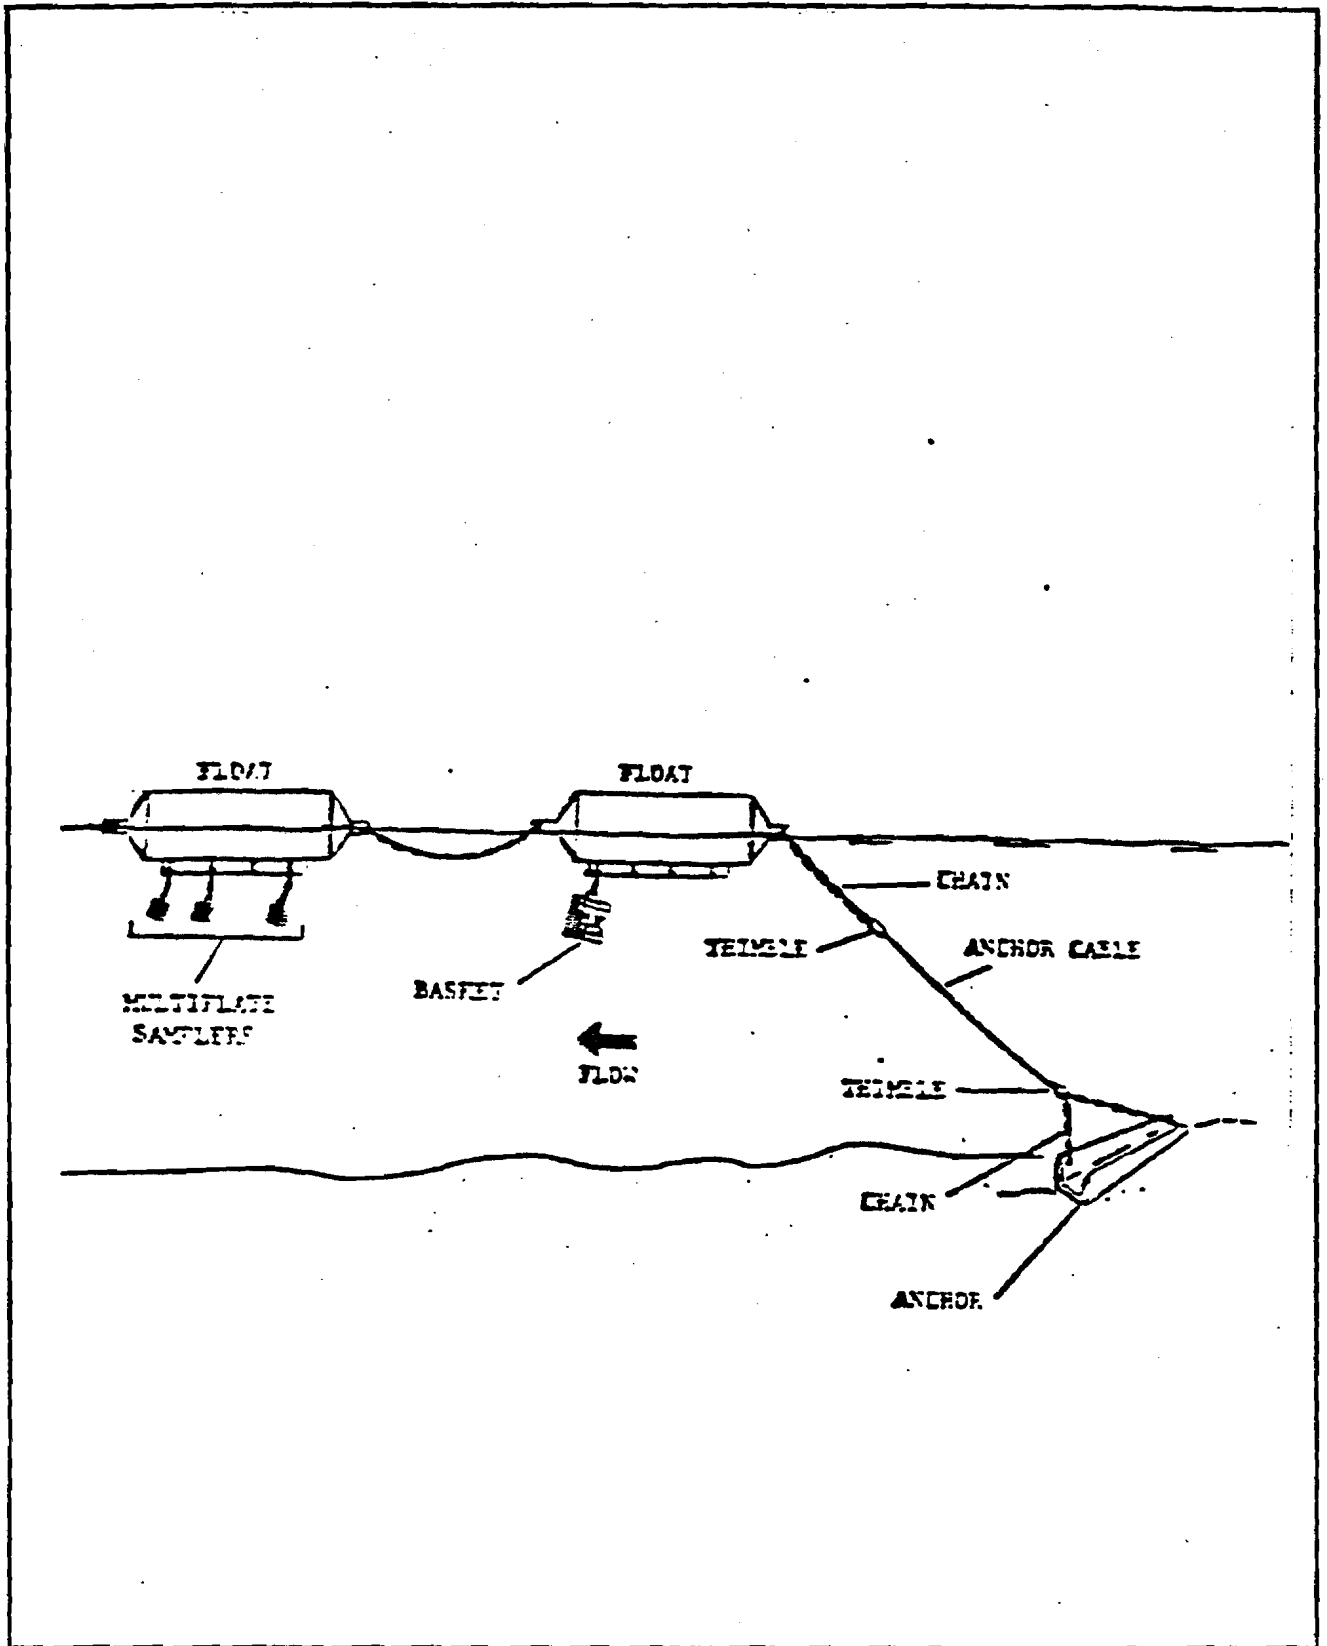 FLOAT
FLOAT
CHAIN
THIMBLE
ANCHOR CABLE
BASKET
MULTIPLATE
SAMPLERS
FLOW
THIMBLE
CHAIN
ANCHOR